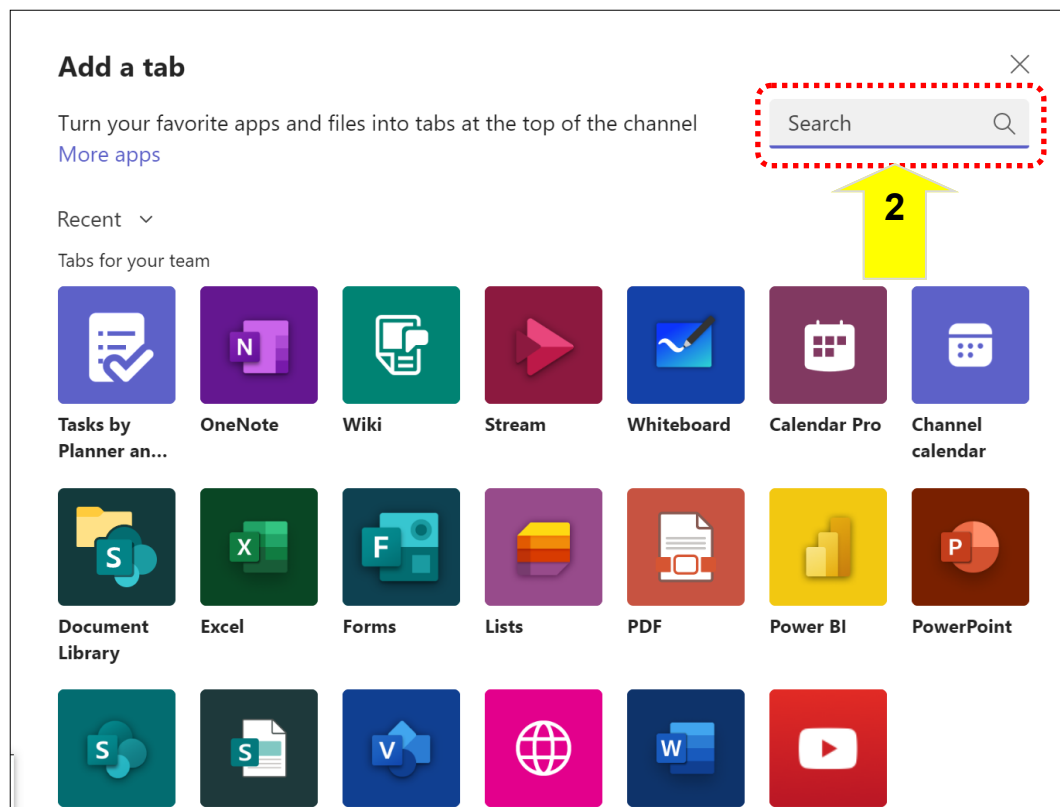 Add a tab
Turn your favorite apps and files into tabs at the top of the channel
More apps
Search
2
Recent
Tabs for your team
N
Tasks by
Planner an...
OneNote
Wiki
Stream
Whiteboard
Calendar Pro
Channel
calendar
S
X
F
P
Document
Library
Excel
Forms
Lists
PDF
Power BI
PowerPoint
S
S
V
W